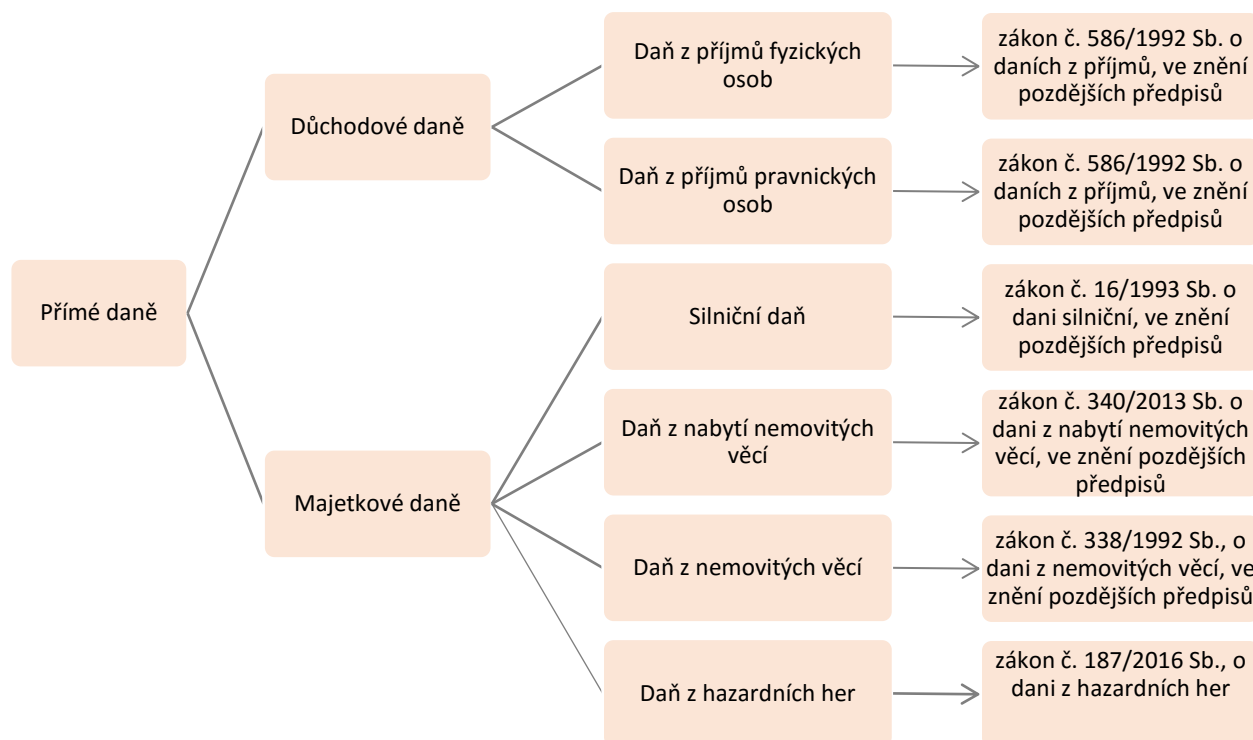 Přímé daně
Důchodové daně
Daň z příjmů fyzických
osob
zákon č. 586/1992 Sb. o
daních z příjmů, ve znění
pozdějších předpisů
Daň z příjmů pravnických
osob
zákon č. 586/1992 Sb. o
daních z příjmů, ve znění
pozdějších předpisů
Majetkové daně
Silniční daň
zákon č. 16/1993 Sb. o
dani silniční, ve znění
pozdějších předpisů
Daň z nabytí nemovitých
věcí
zákon č. 340/2013 Sb. o
dani z nabytí nemovitých
věcí, ve znění pozdějších
předpisů
Daň z nemovitých věcí
zákon č. 338/1992 Sb., o
dani z nemovitých věcí, ve
znění pozdějších předpisů
Daň z hazardních her
zákon č. 187/2016 Sb., o
dani z hazardních her